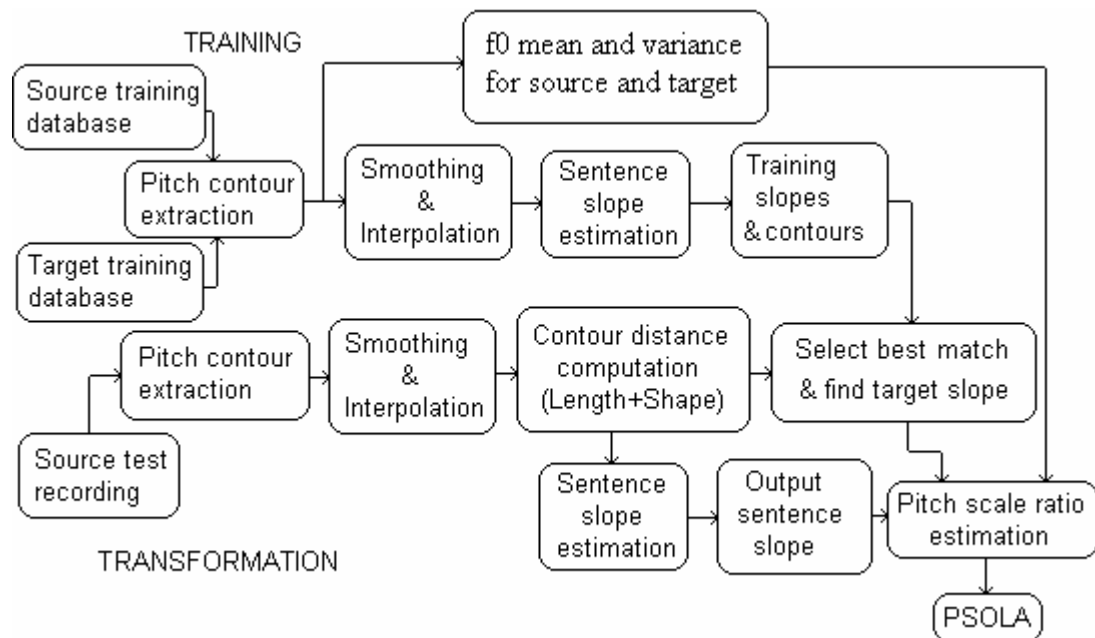 TRAINING
f0 mean and variance
for source and target
Source training
database
Pitch contour
extraction
Target training
database
Smoothing
&
Interpolation
Sentence
slope
estimation
Training
slopes
& contours
Pitch contour
extraction
Smoothing
&
Interpolation
Contour distance
computation
(Length+Shape)
Select best match
& find target slope
Source test
recording
Sentence
slope
estimation
Output
sentence
slope
Pitch scale ratio
estimation
TRANSFORMATION
PSOLA